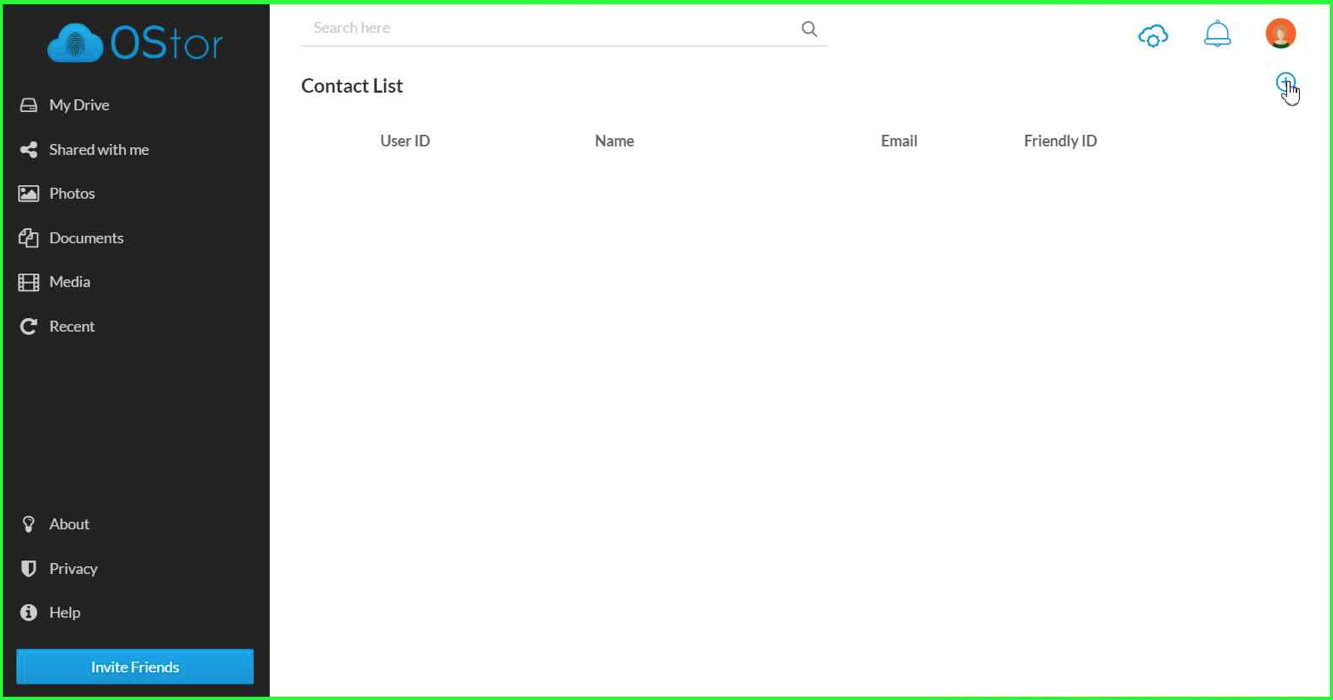 OStor
Search here
My Drive
Shared with me
Photos
Documents
Media
Recent
About
Privacy
Help
Invite Friends
Contact List
User ID Name Email Friendly ID